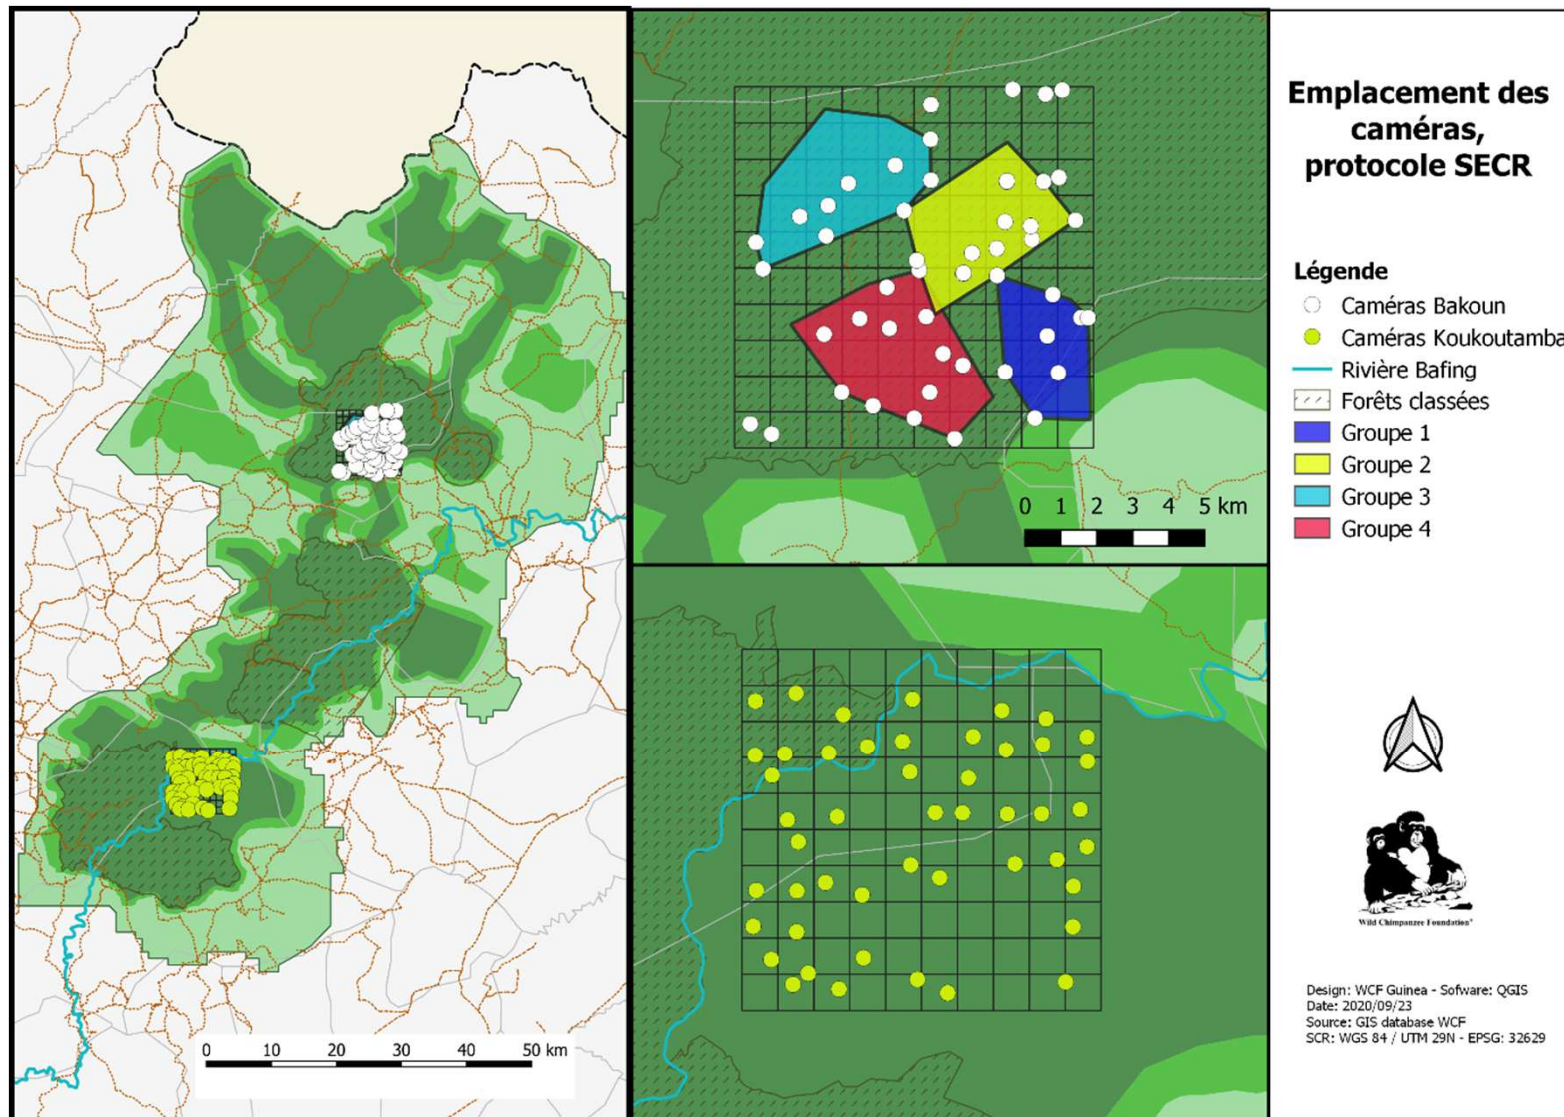 Emplacement des
caméras,
protocole SECR
Légende
Caméras Bakoun
Caméras Koukoutamba
Rivière Bafing
Forêts classées
Groupe 1
Groupe 2
Groupe 3
Groupe 4
0 1 2 3 4 5 km
0 10 20 30 40 50 km
Wild Chimpanzee Foundation®
Design: WCF Guinea - Sofware: QGIS
Date: 2020/09/23
Source: GIS database WCF
SCR: WGS 84 / UTM 29N - EPSG: 32629